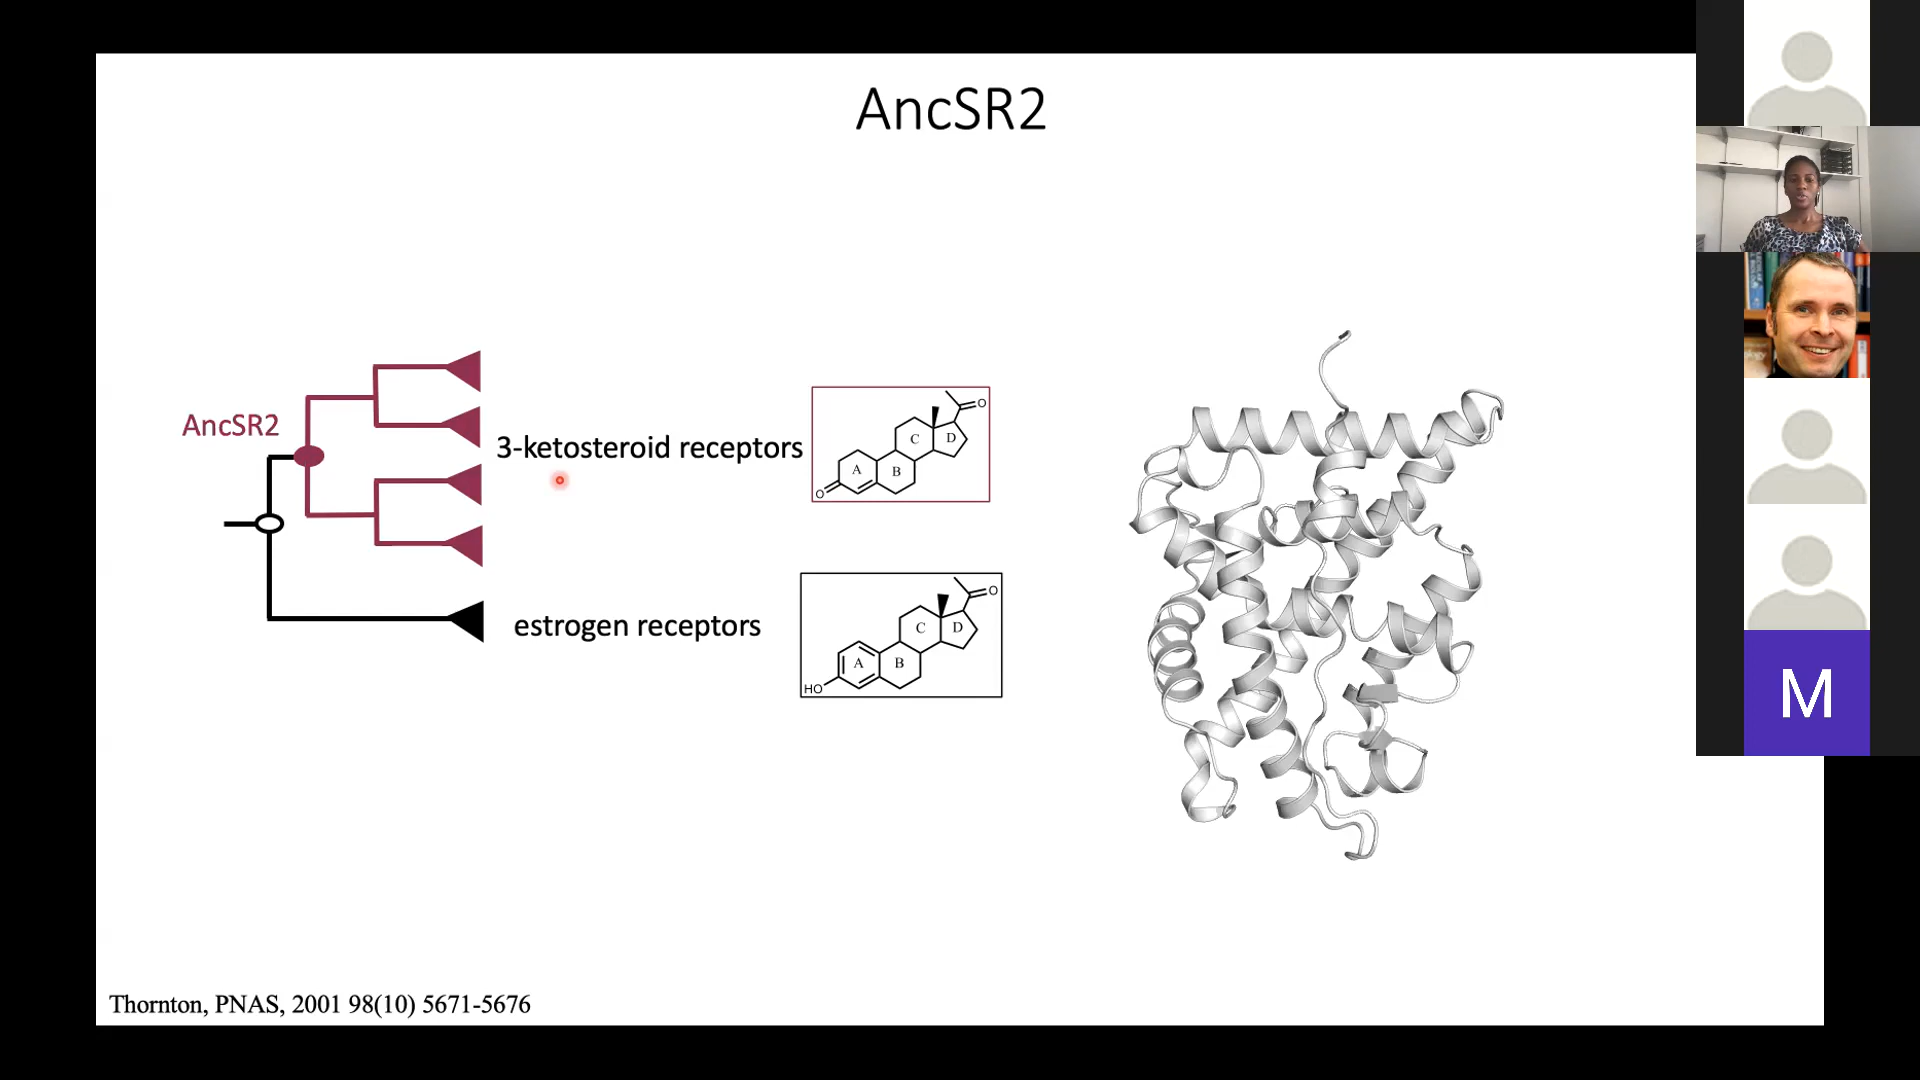 AncSR2
AncSR2
3-ketosteroid receptors
O
C
D
A
B
O
estrogen receptors
O
C
D
A
B
HO
Thornton, PNAS, 2001 98(10) 5671-5676
M